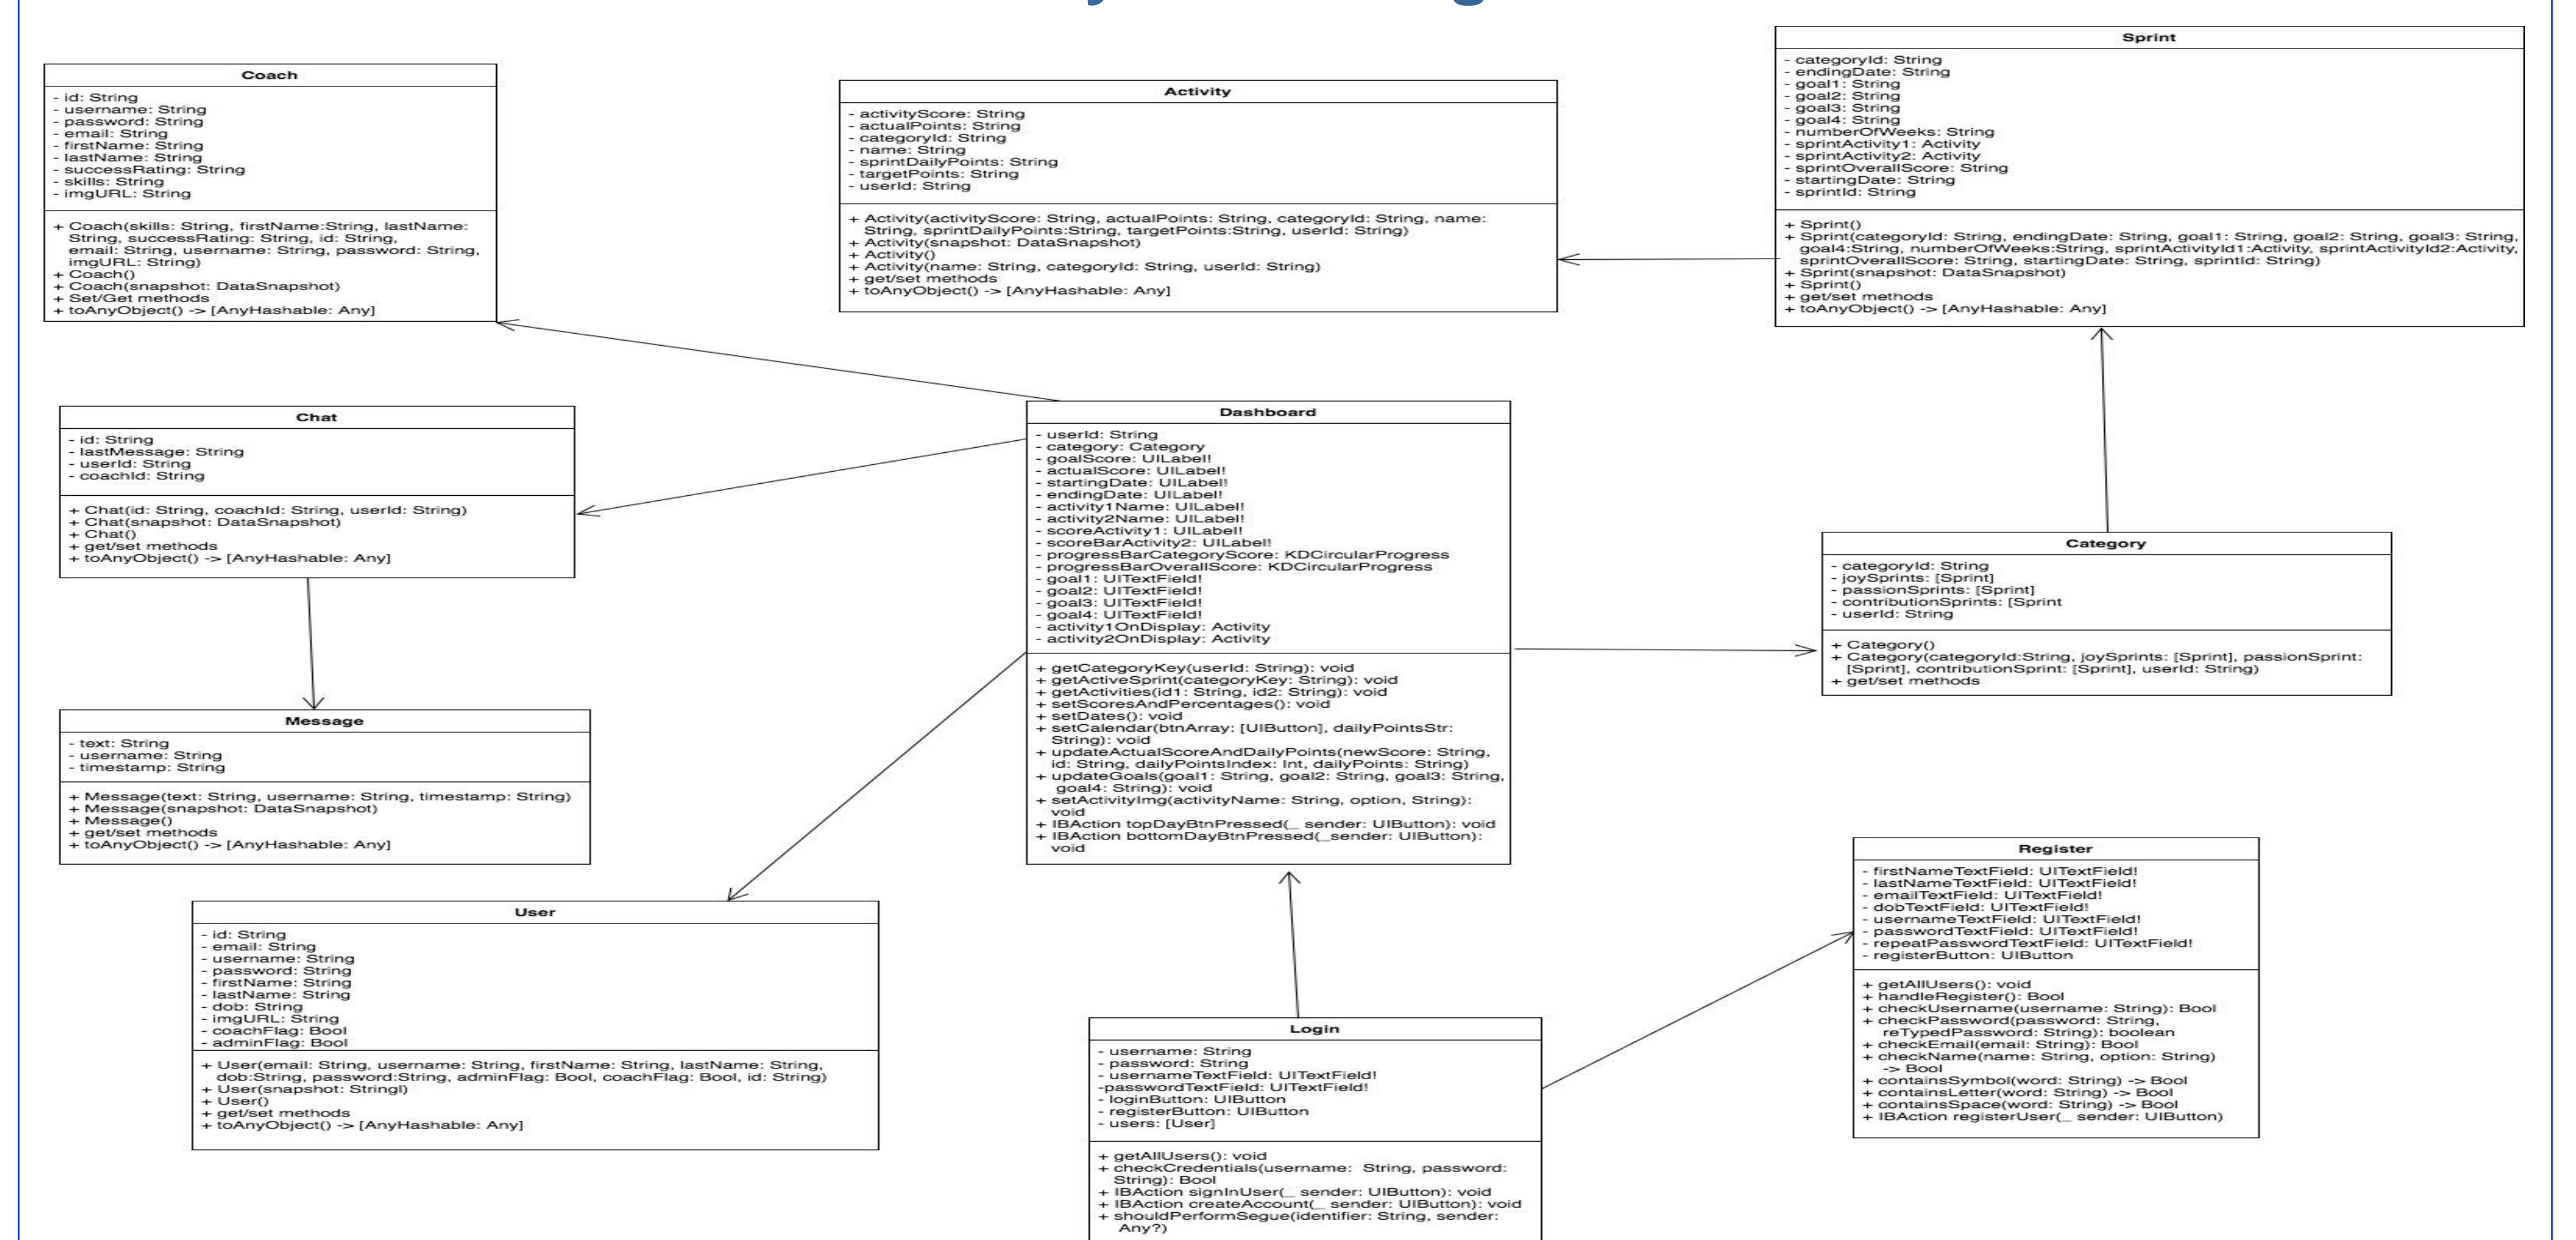 Coach
- id: String
- username: String
- password: String
- email: String
- firstName: String
- lastName: String
- successRating: String
- skills: String
- imgURL: String
+ Coach(skills: String, firstName:String, lastName:
String, successRating: String, id: String,
email: String, username: String, password: String,
imgURL: String)
+ Coach()
+ Coach(snapshot: DataSnapshot)
+ Set/Get methods
+ toAnyObject() -> [AnyHashable: Any]
Activity
- activityScore: String
- actualPoints: String
- categoryId: String
- name: String
- sprintDailyPoints: String
- targetPoints: String
- userId: String
+ Activity(activityScore: String, actualPoints: String, categoryId: String, name:
String, sprintDailyPoints:String, targetPoints:String, userId: String)
+ Activity(snapshot: DataSnapshot)
+ Activity()
+ Activity(name: String, categoryId: String, userId: String)
+ get/set methods
+ toAnyObject() -> [AnyHashable: Any]
Sprint
- categoryId: String
- endingDate: String
- goal1: String
- goal2: String
- goal3: String
- goal4: String
- numberOfWeeks: String
- sprintActivity1: Activity
- sprintActivity2: Activity
- sprintOverallScore: String
- startingDate: String
- sprintId: String
+ Sprint()
+ Sprint(categoryId: String, endingDate: String, goal1: String, goal2: String, goal3: String,
goal4:String, numberOfWeeks:String, sprintActivityId1:Activity, sprintActivityId2:Activity,
sprintOverallScore: String, startingDate: String, sprintId: String)
+ Sprint(snapshot: DataSnapshot)
+ Sprint()
+ get/set methods
+ toAnyObject() -> [AnyHashable: Any]
Chat
- id: String
- lastMessage: String
- userId: String
- coachId: String
+ Chat(id: String, coachId: String, userId: String)
+ Chat(snapshot: DataSnapshot)
+ Chat()
+ get/set methods
+ toAnyObject() -> [AnyHashable: Any]
Dashboard
- userId: String
- category: Category
- goalScore: UILabel!
- actualScore: UILabel!
- startingDate: UILabel!
- endingDate: UILabel!
- activity1Name: UILabel!
- activity2Name: UILabel!
- scoreActivity1: UILabel!
- scoreBarActivity2: UILabel!
- progressBarCategoryScore: KDCircularProgress
- progressBarOverallScore: KDCircularProgress
- goal1: UITextField!
- goal2: UITextField!
- goal3: UITextField!
- goal4: UITextField!
- activity1OnDisplay: Activity
- activity2OnDisplay: Activity
+ getCategoryKey(userId: String): void
+ getActiveSprint(categoryKey: String): void
+ getActivities(id1: String, id2: String): void
+ setScoresAndPercentages(): void
+ setDates(): void
+ setCalendar(btnArray: [UIButton], dailyPointsStr:
String): void
+ updateActualScoreAndDailyPoints(newScore: String,
id: String, dailyPointsIndex: Int, dailyPoints: String)
+ updateGoals(goal1: String, goal2: String, goal3: String,
goal4: String): void
+ setActivityImg(activityName: String, option, String):
void
+ IBAction topDayBtnPressed(_ sender: UIButton): void
+ IBAction bottomDayBtnPressed(_sender: UIButton):
void
Category
- categoryId: String
- joySprints: [Sprint]
- passionSprints: [Sprint]
- contributionSprints: [Sprint
- userId: String
+ Category()
+ Category(categoryId:String, joySprints: [Sprint], passionSprint:
[Sprint], contributionSprint: [Sprint], userId: String)
+ get/set methods
Message
- text: String
- username: String
- timestamp: String
+ Message(text: String, username: String, timestamp: String)
+ Message(snapshot: DataSnapshot)
+ Message()
+ get/set methods
+ toAnyObject() -> [AnyHashable: Any]
User
- id: String
- email: String
- username: String
- password: String
- firstName: String
- lastName: String
- dob: String
- imgURL: String
- coachFlag: Bool
- adminFlag: Bool
+ User(email: String, username: String, firstName: String, lastName: String,
dob:String, password:String, adminFlag: Bool, coachFlag: Bool, id: String)
+ User(snapshot: Stringl)
+ User()
+ get/set methods
+ toAnyObject() -> [AnyHashable: Any]
Login
- username: String
- password: String
- usernameTextField: UITextField!
-passwordTextField: UITextField!
- loginButton: UIButton
- registerButton: UIButton
- users: [User]
+ getAllUsers(): void
+ checkCredentials(username: String, password:
String): Bool
+ IBAction signInUser(_ sender: UIButton): void
+ IBAction createAccount(_ sender: UIButton): void
+ shouldPerformSegue(identifier: String, sender:
Any?)
Register
- firstNameTextField: UITextField!
- lastNameTextField: UITextField!
- emailTextField: UITextField!
- dobTextField: UITextField!
- usernameTextField: UITextField!
- passwordTextField: UITextField!
- repeatPasswordTextField: UITextField!
- registerButton: UIButton
+ getAllUsers(): void
+ handleRegister(): Bool
+ checkUsername(username: String): Bool
+ checkPassword(password: String,
reTypedPassword: String): boolean
+ checkEmail(email: String): Bool
+ checkName(name: String, option: String)
-> Bool
+ containsSymbol(word: String) -> Bool
+ containsLetter(word: String) -> Bool
+ containsSpace(word: String) -> Bool
+ IBAction registerUser(_ sender: UIButton)